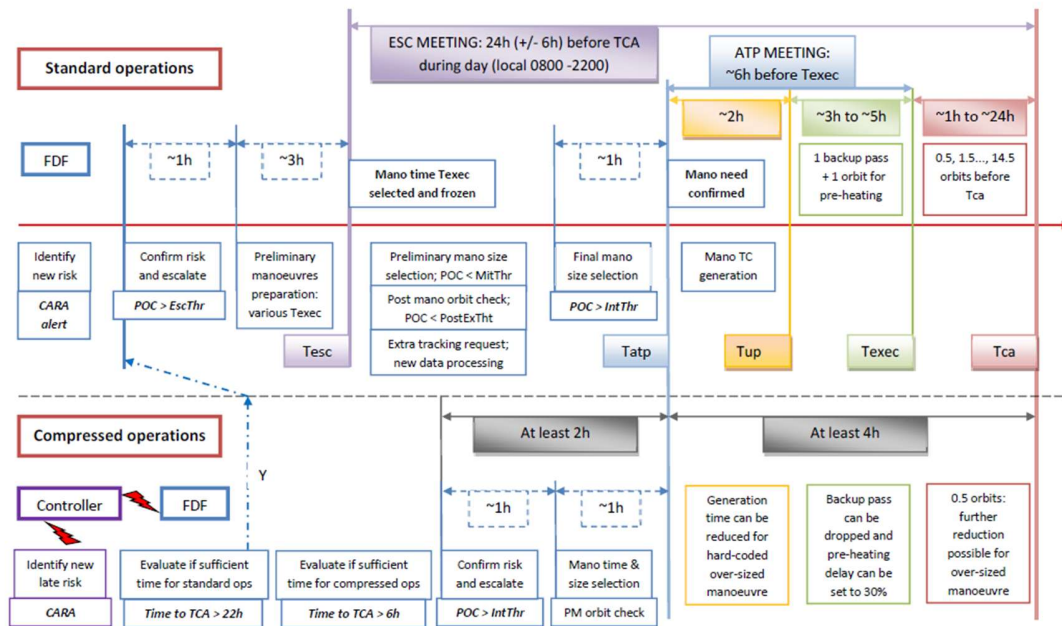 ESC MEETING: 24h (+/- 6h) before TCA
during day (local 0800 -2200)
ATP MEETING:
~6h before Texec
Standard operations
~2h
~3h to ~5h
~1h to ~24h
FDF
~1h
~3h
Mano time Texec
selected and frozen
~1h
Mano need
confirmed
1 backup pass
+ 1 orbit for
pre-heating
0.5, 1.5..., 14.5
orbits before
Tca
Identify
new risk
CARA
alert
Confirm risk
and escalate
POC > EscThr
Preliminary
manoeuvres
preparation:
various Texec
Preliminary mano size
selection; POC < MitThr
Post mano orbit check;
POC < PostExTht
Extra tracking request;
new data processing
Final mano
size selection
POC > IntThr
Mano TC
generation
Tesc
Tatp
Tup
Texec
Tca
Compressed operations
At least 2h
At least 4h
Y
Controller
FDF
~1h
~1h
Identify new
late risk
CARA
Evaluate if sufficient
time for standard ops
Time to TCA > 22h
Evaluate if sufficient
time for compressed ops
Time to TCA > 6h
Confirm risk
and escalate
POC > IntThr
Mano time &
size selection
PM orbit check
Generation
time can be
reduced for
hard-coded
over-sized
manoeuvre
Backup pass
can be
dropped and
pre-heating
delay can be
set to 30%
0.5 orbits:
further
reduction
possible for
over-sized
manoeuvre